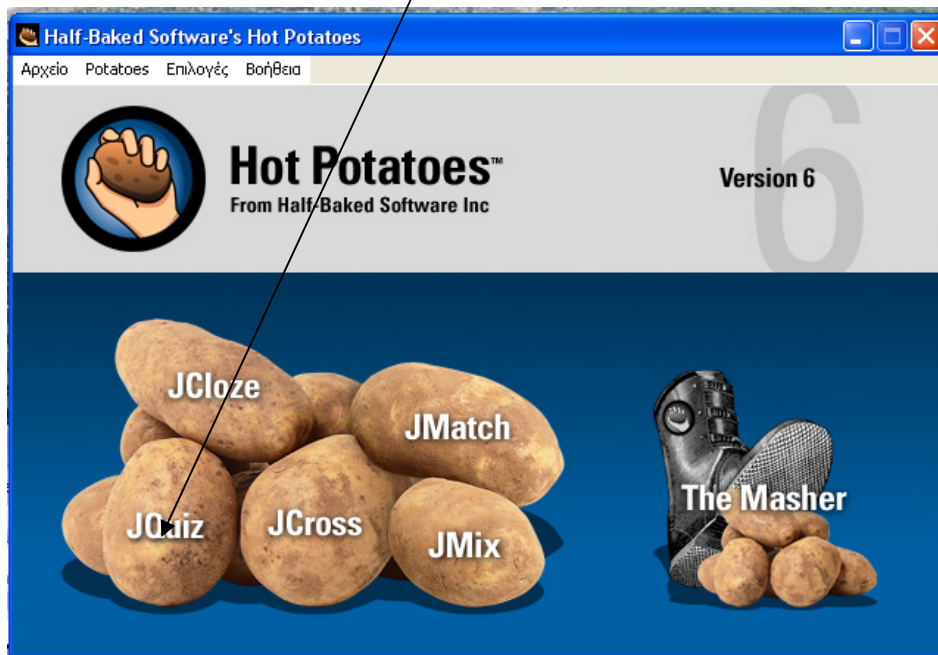 Half-Baked Software's Hot Potatoes
Αρχείο Potatoes Επιλογές Βοήθεια
Hot Potatoes™
From Half-Baked Software Inc
Version 6
6
JCloze
JMatch
JQuiz
JCross
JMix
The Masher